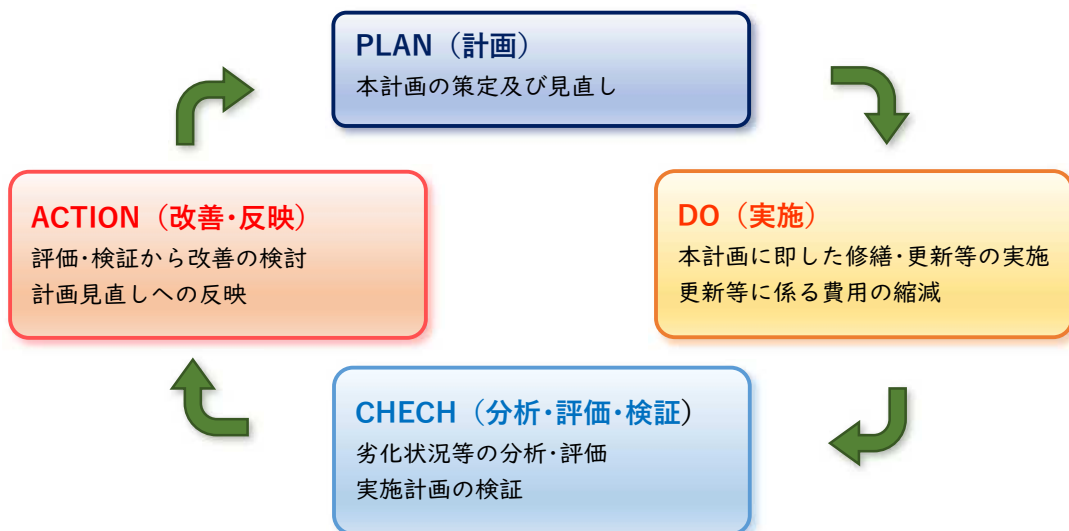 PLAN（計画）
本計画の策定及び見直し
ACTION（改善･反映）
評価･検証から改善の検討
計画見直しへの反映
DO（実施）
本計画に即した修繕･更新等の実施
更新等に係る費用の縮減
CHECH（分析･評価･検証）
劣化状況等の分析･評価
実施計画の検証